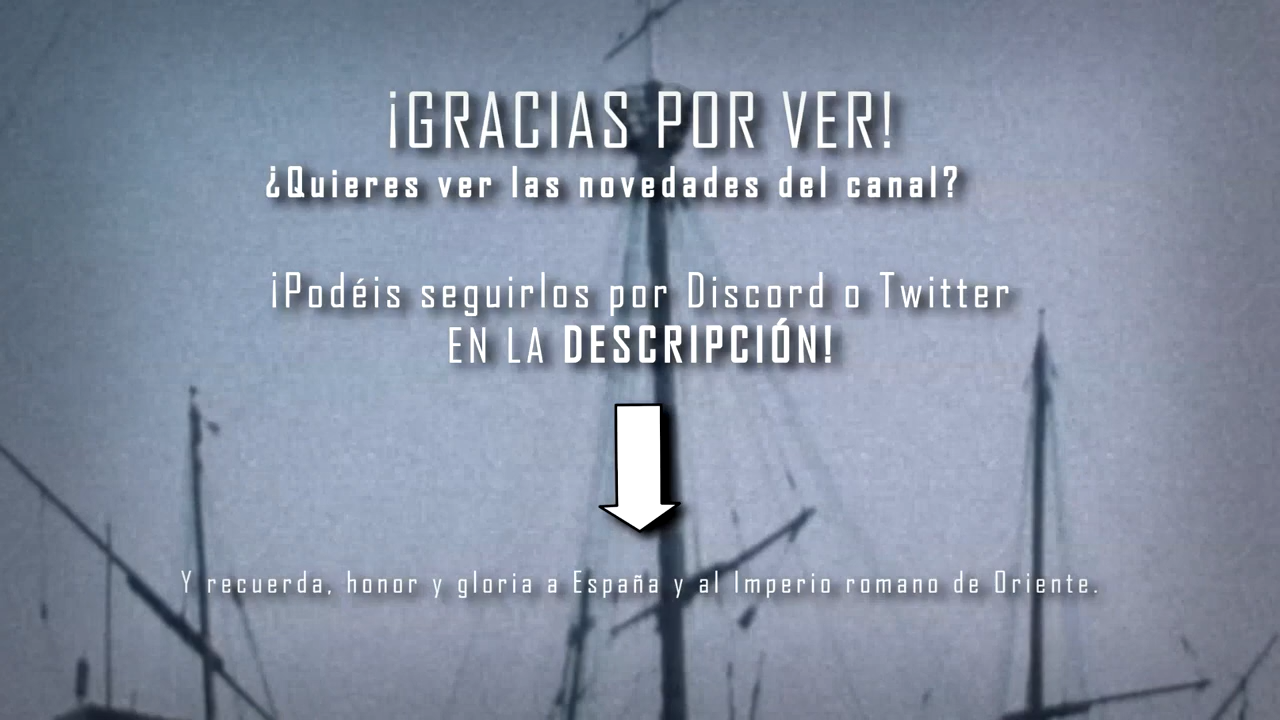 ¡GRACIAS POR VER!
¿Quieres ver las novedades del canal?
¡Podéis seguirlos por Discord o Twitter
EN LA DESCRIPCIÓN!
Y recuerda, honor y gloria a España y al Imperio romano de Oriente.